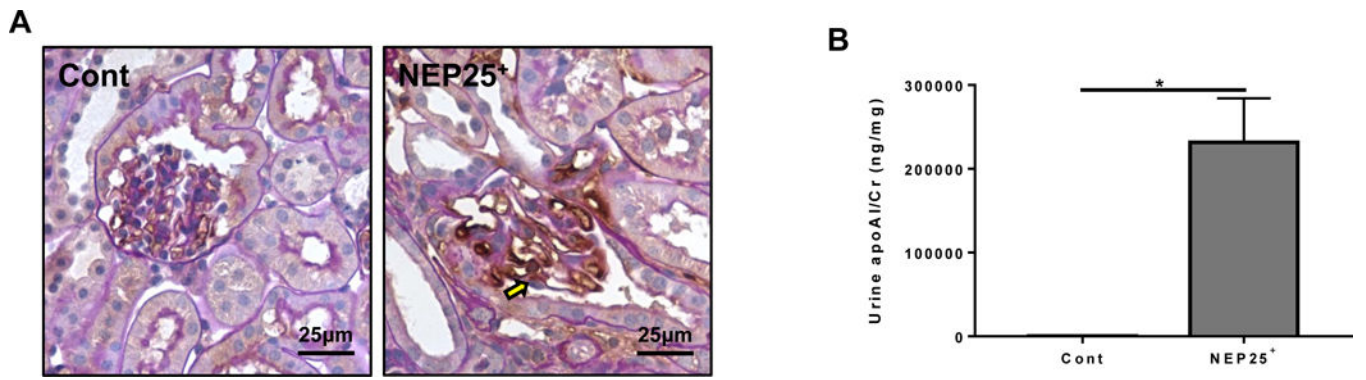 A
Cont
25µm
NEP25⁺
25µm
B
Urine apoAI/Cr (ng/mg)
300000
200000
100000
0
*
Cont
NEP25⁺